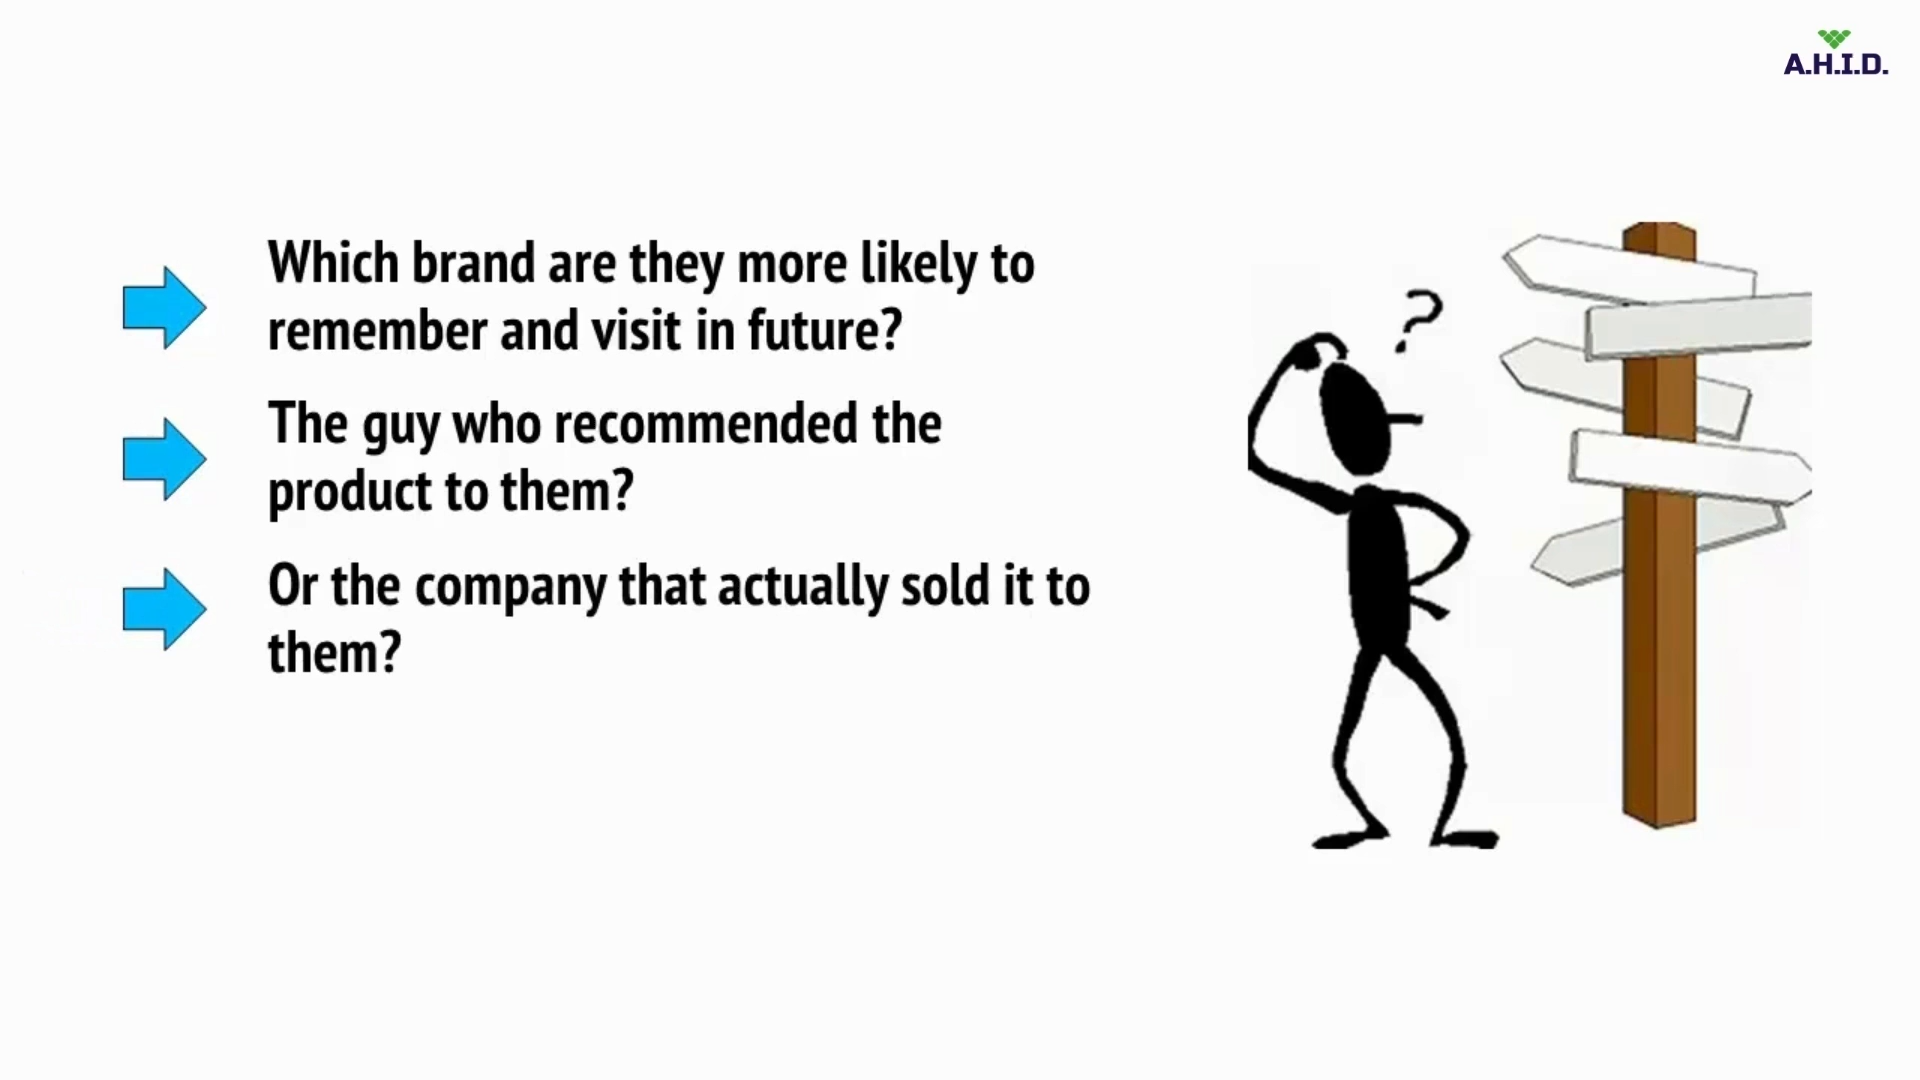 A.H.I.D.
Which brand are they more likely to
remember and visit in future?
The guy who recommended the
product to them?
Or the company that actually sold it to
them?
?